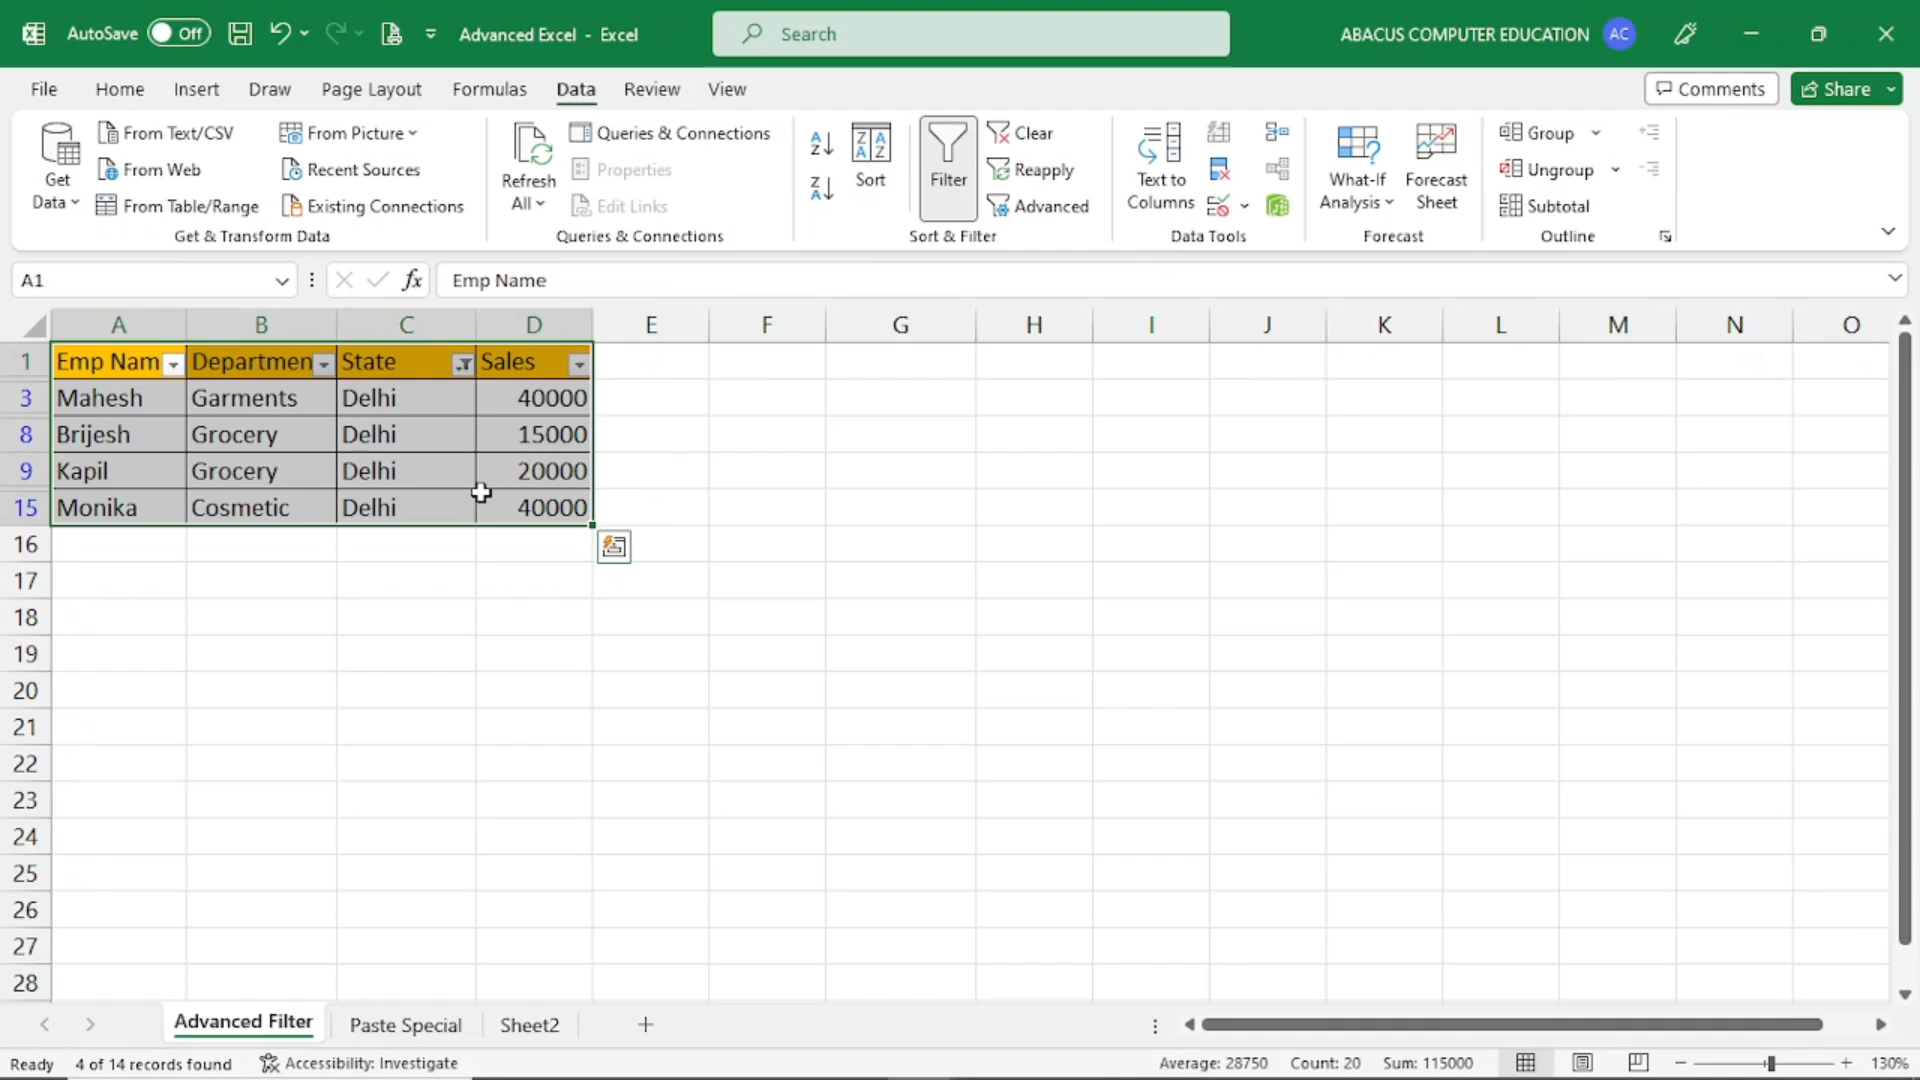 AutoSave Off Advanced Excel - Excel Search ABACUS COMPUTER EDUCATION AC
File Home Insert Draw Page Layout Formulas Data Review View Comments Share
Get Data
From Text/CSV
From Web
From Table/Range
From Picture
Recent Sources
Existing Connections
Get & Transform Data
Refresh All
Queries & Connections
Properties
Edit Links
Queries & Connections
Sort
Filter
Clear
Reapply
Advanced
Sort & Filter
Text to Columns
Data Tools
What-If Analysis
Forecast Sheet
Forecast
Group
Ungroup
Subtotal
Outline
A1 fx Emp Name
A B C D E F G H I J K L M N O
1 Emp Nam Departmen State Sales
3 Mahesh Garments Delhi 40000
8 Brijesh Grocery Delhi 15000
9 Kapil Grocery Delhi 20000
15 Monika Cosmetic Delhi 40000
16
17
18
19
20
21
22
23
24
25
26
27
28
Advanced Filter Paste Special Sheet2
Ready 4 of 14 records found Accessibility: Investigate Average: 28750 Count: 20 Sum: 115000 130%